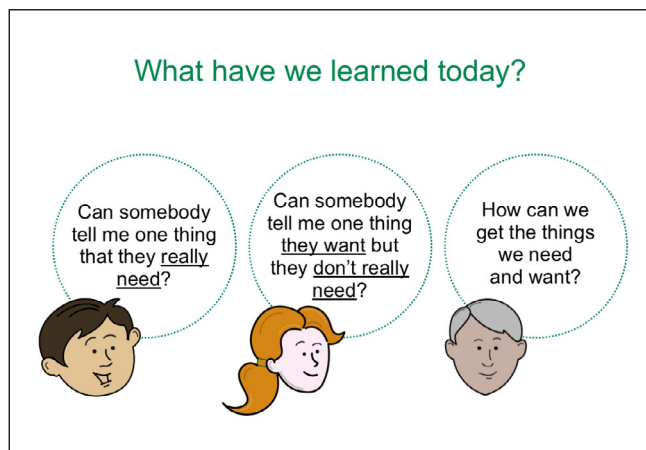 What have we learned today?
Can somebody
tell me one thing
that they really
need?
Can somebody
tell me one thing
they want but
they don't really
need?
How can we
get the things
we need
and want?